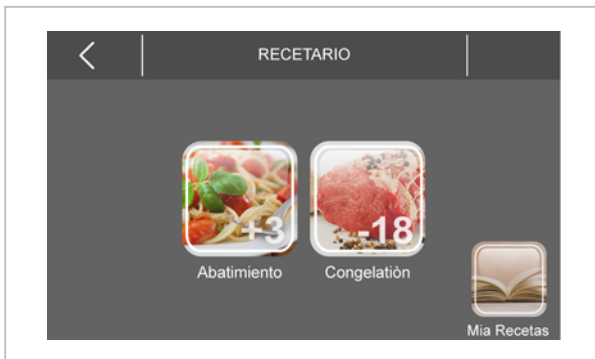 RECETARIO
+3
-18
Abatimiento
Congelatiòn
Mia Recetas